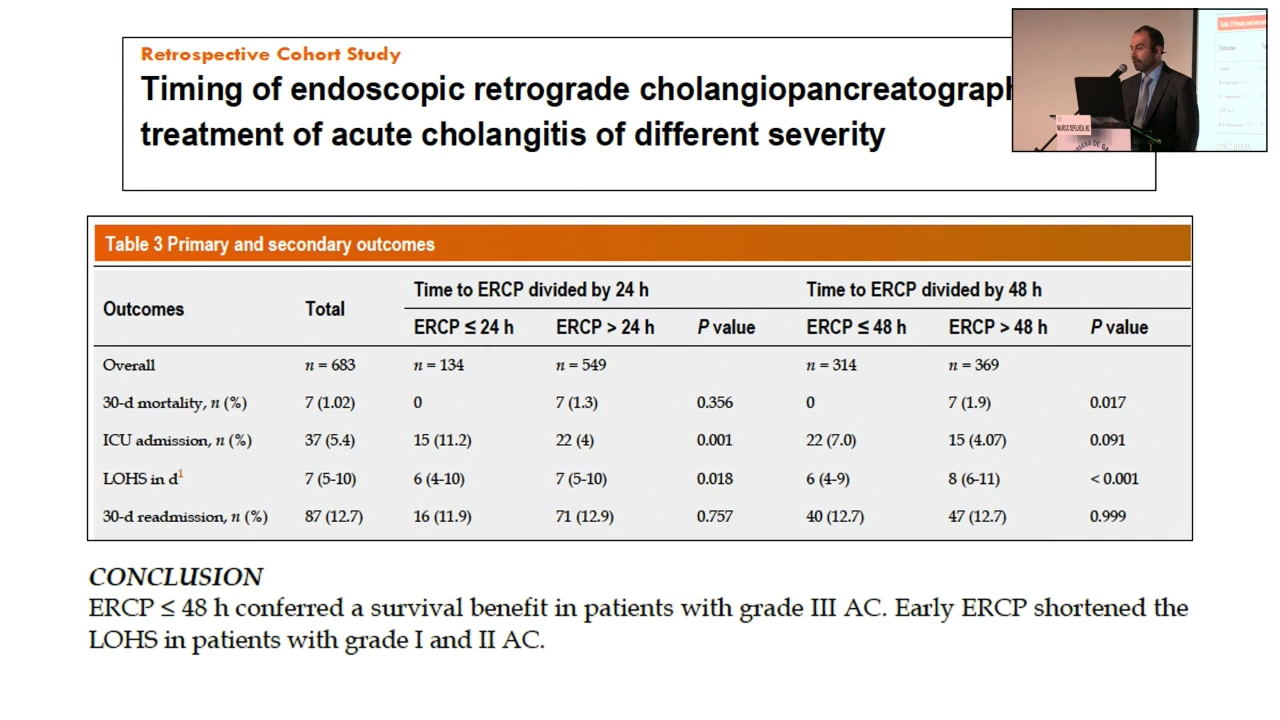 Retrospective Cohort Study
Timing of endoscopic retrograde cholangiopancreatograph
treatment of acute cholangitis of different severity
MARCIO SEPULVEDA, MD
Table 3 Primary and secondary outcomes
Outcomes Total Time to ERCP divided by 24 h Time to ERCP divided by 48 h
ERCP ≤ 24 h ERCP > 24 h P value ERCP ≤ 48 h ERCP > 48 h P value
Overall n = 683 n = 134 n = 549 n = 314 n = 369
30-d mortality, n (%) 7 (1.02) 0 7 (1.3) 0.356 0 7 (1.9) 0.017
ICU admission, n (%) 37 (5.4) 15 (11.2) 22 (4) 0.001 22 (7.0) 15 (4.07) 0.091
LOHS in d1 7 (5-10) 6 (4-10) 7 (5-10) 0.018 6 (4-9) 8 (6-11) < 0.001
30-d readmission, n (%) 87 (12.7) 16 (11.9) 71 (12.9) 0.757 40 (12.7) 47 (12.7) 0.999
CONCLUSION
ERCP ≤ 48 h conferred a survival benefit in patients with grade III AC. Early ERCP shortened the
LOHS in patients with grade I and II AC.